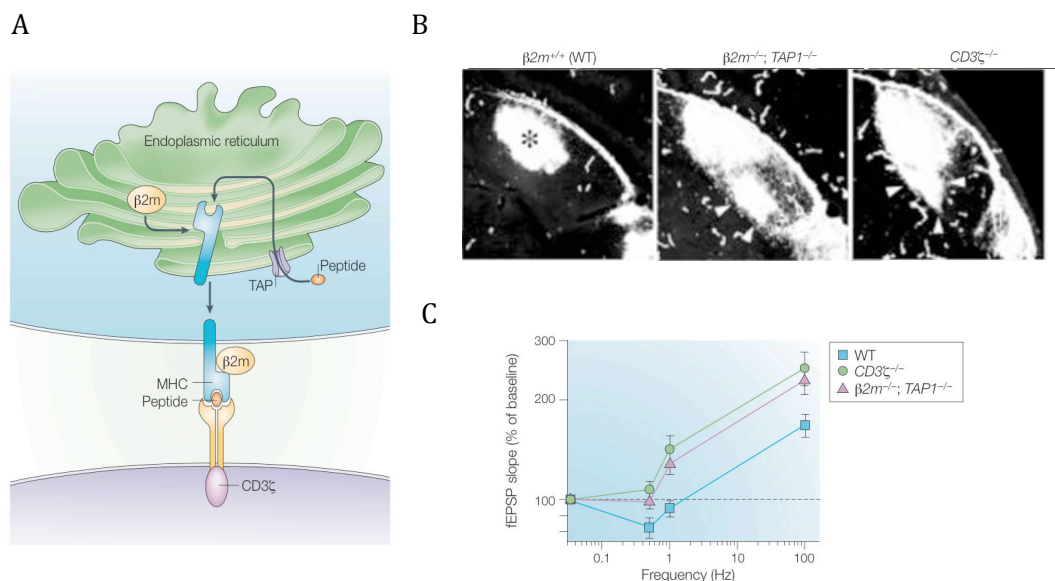 A
Endoplasmic reticulum
β2m
TAP
Peptide
β2m
MHC
Peptide
CD3ζ
B
β2m+/+ (WT)
β2m–/–; TAP1–/–
CD3ζ–/–
*
C
300
200
100
fEPSP slope (% of baseline)
0.1
1
10
100
Frequency (Hz)
WT
CD3ζ–/–
β2m–/–; TAP1–/–